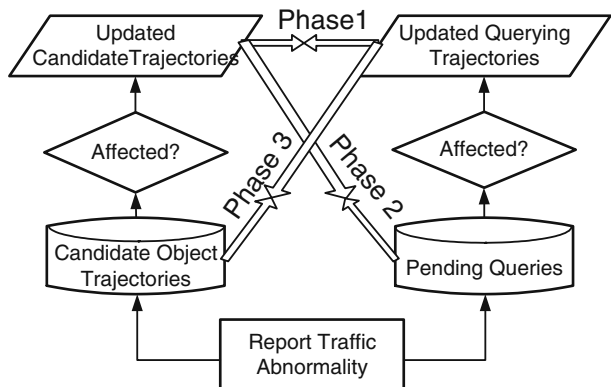 Phase1
Updated
CandidateTrajectories
Updated Querying
Trajectories
Affected?
Affected?
Phase 3
Phase 2
Candidate Object
Trajectories
Pending Queries
Report Traffic
Abnormality